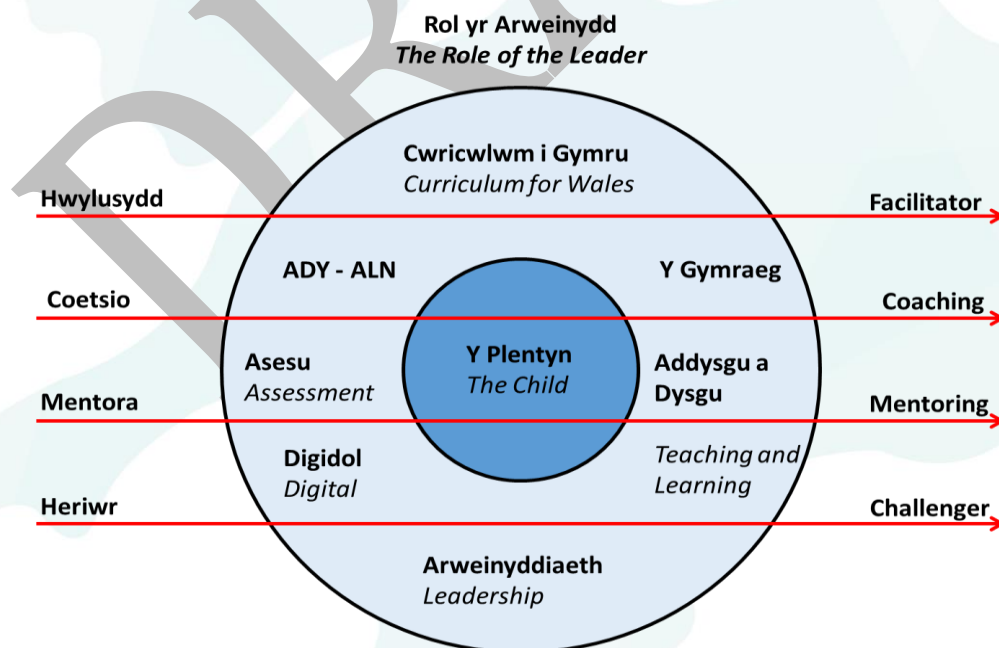 Rol yr Arweinydd
The Role of the Leader
Cwricwlwm i Gymru
Curriculum for Wales
Hwylusydd
Facilitator
ADY - ALN
Y Gymraeg
Coetsio
Coaching
Asesu
Assessment
Y Plentyn
The Child
Addysgu a
Dysgu
Mentora
Mentoring
Digidol
Digital
Teaching and
Learning
Heriwr
Challenger
Arweinyddiaeth
Leadership